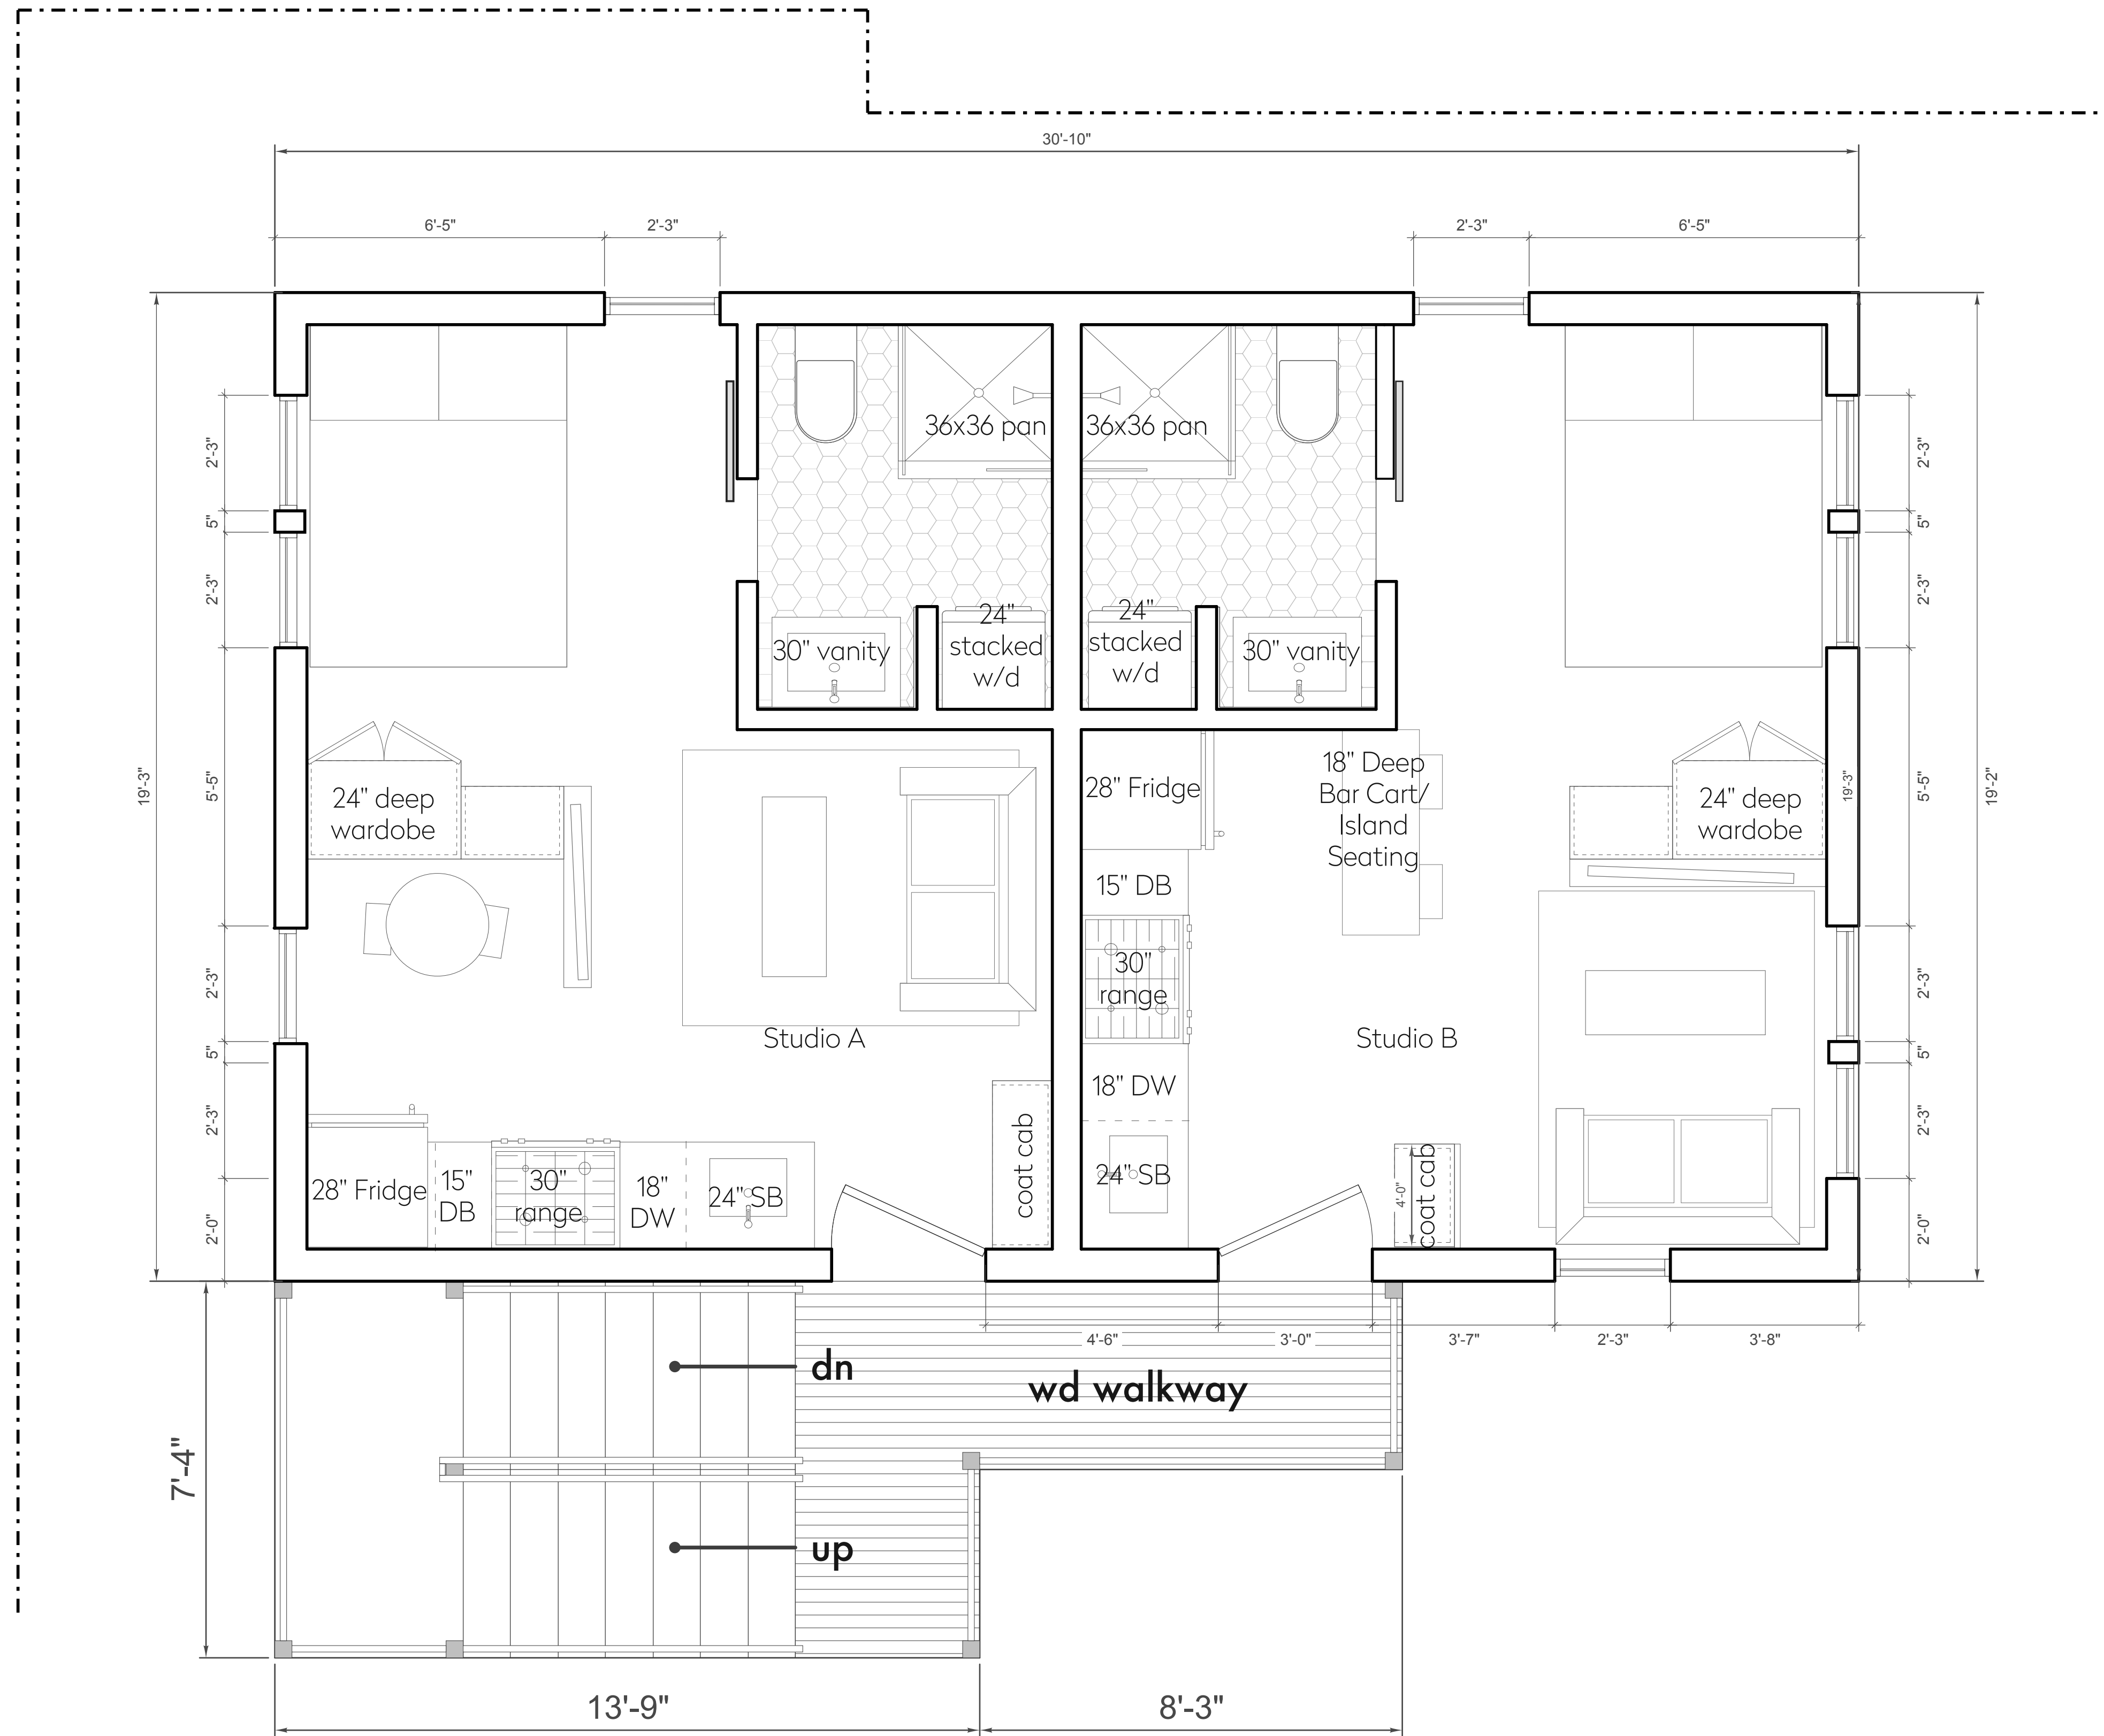 30'-10"
6'-5"
2'-3"
2'-3"
6'-5"
36x36 pan
36x36 pan
2'-3"
2'-3"
5"
5"
2'-3"
2'-3"
30" vanity
24"
stacked
w/d
24"
stacked
w/d
30" vanity
19'-3"
5'-5"
24" deep
wardobe
28" Fridge
18" Deep
Bar Cart/
Island
Seating
24" deep
wardobe
19'-3"
5'-5"
19'-2"
15" DB
30"
range
2'-3"
2'-3"
Studio A
Studio B
5"
5"
18" DW
2'-3"
2'-3"
coat cab
28" Fridge
15"
DB
30"
range
18"
DW
24" SB
24" SB
4'-0"
coat cab
2'-0"
2'-0"
4'-6"
3'-0"
3'-7"
2'-3"
3'-8"
dn
wd walkway
7'-4"
up
13'-9"
8'-3"